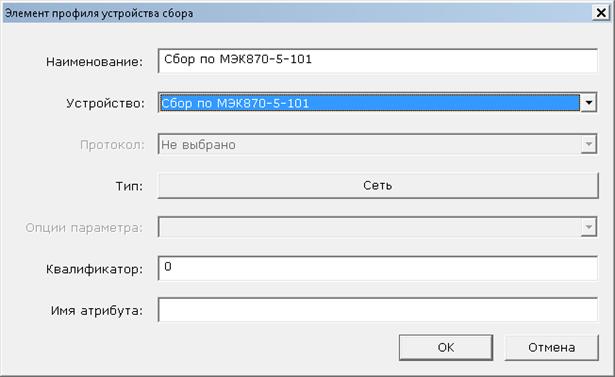 Элемент профиля устройства сбора
Наименование: Сбор по МЭК870-5-101
Устройство: Сбор по МЭК870-5-101
Протокол: Не выбрано
Тип: Сеть
Опции параметра:
Квалификатор: 0
Имя атрибута:
OK Отмена